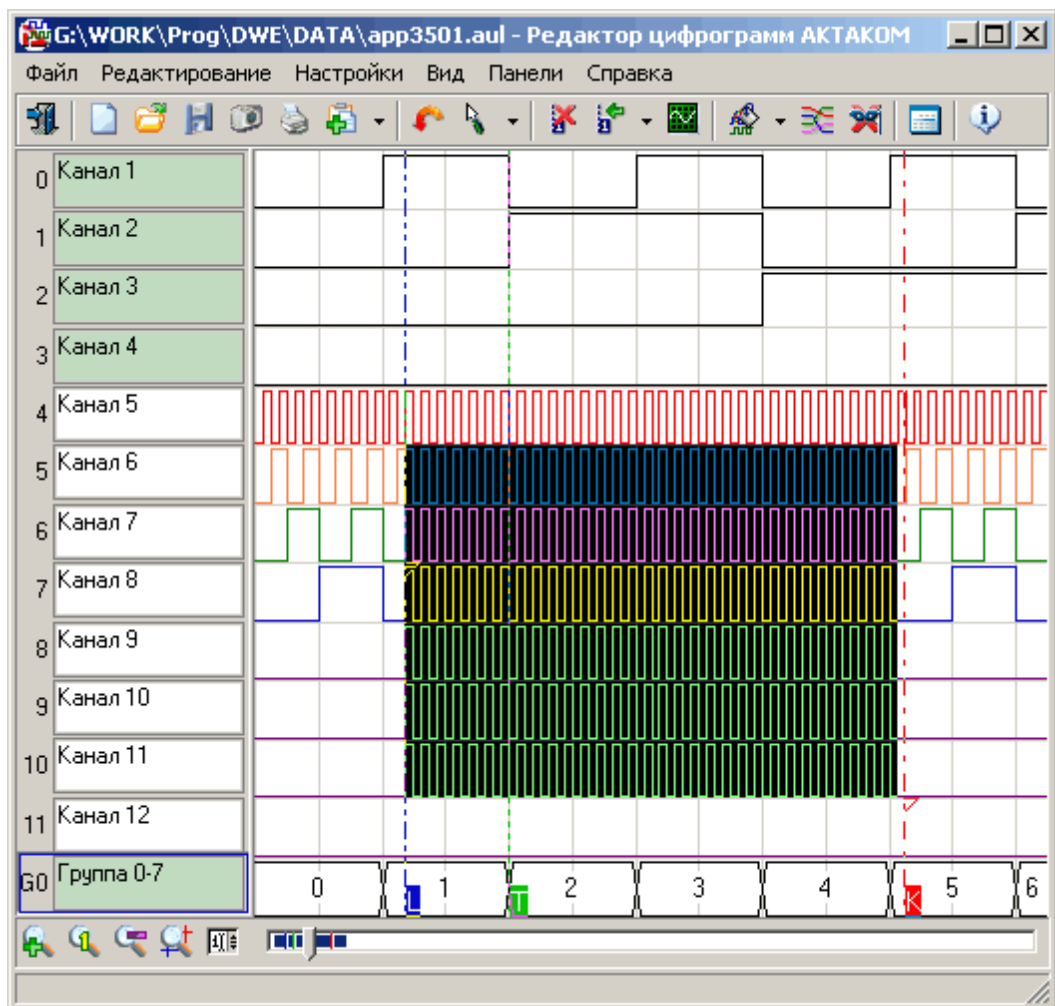 G:\WORK\Prog\DWE\DATA\app3501.aul - Редактор цифрограмм АКТАКОМ
Файл Редактирование Настройки Вид Панели Справка
0 Канал 1
1 Канал 2
2 Канал 3
3 Канал 4
4 Канал 5
5 Канал 6
6 Канал 7
7 Канал 8
8 Канал 9
9 Канал 10
10 Канал 11
11 Канал 12
G0 Группа 0-7 0 1 2 3 4 5 6
L T K